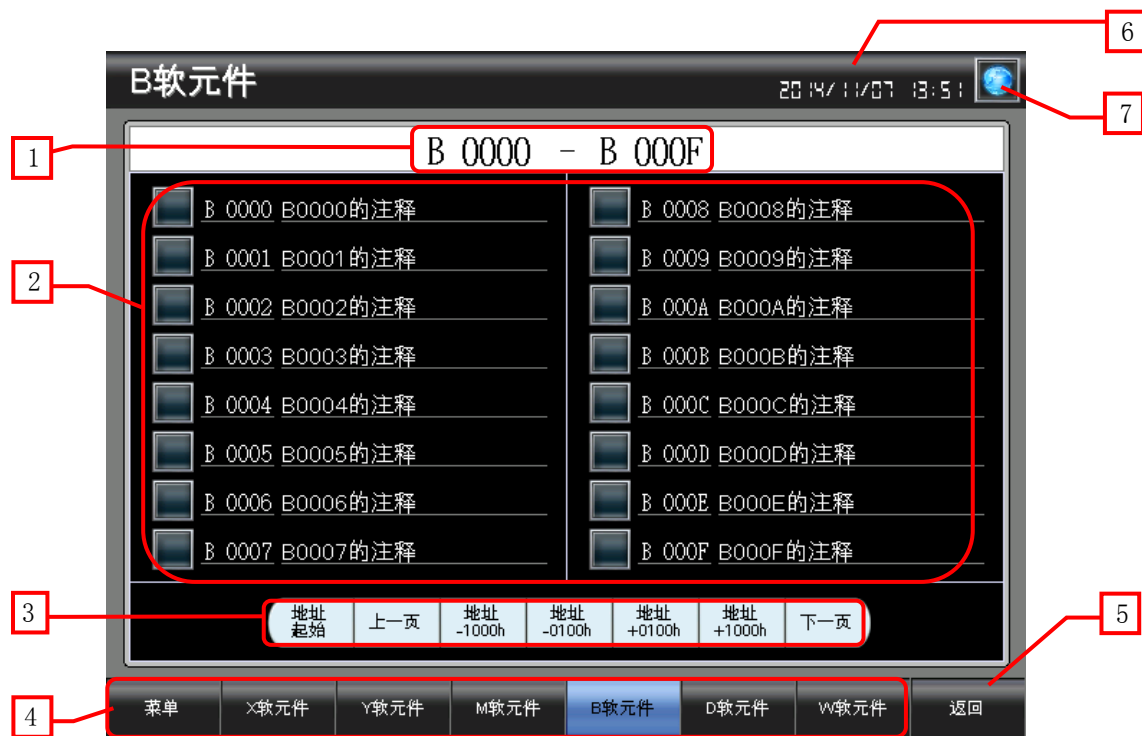 6
B软元件
2014/11/07 13:51
7
1
B 0000 - B 000F
B 0000 B0000的注释
B 0008 B0008的注释
B 0001 B0001的注释
B 0009 B0009的注释
2
B 0002 B0002的注释
B 000A B000A的注释
B 0003 B0003的注释
B 000B B000B的注释
B 0004 B0004的注释
B 000C B000C的注释
B 0005 B0005的注释
B 000D B000D的注释
B 0006 B0006的注释
B 000E B000E的注释
B 0007 B0007的注释
B 000F B000F的注释
3
地址
起始
上一页
地址
-1000h
地址
-0100h
地址
+0100h
地址
+1000h
下一页
5
4
菜单
X软元件
Y软元件
M软元件
B软元件
D软元件
W软元件
返回